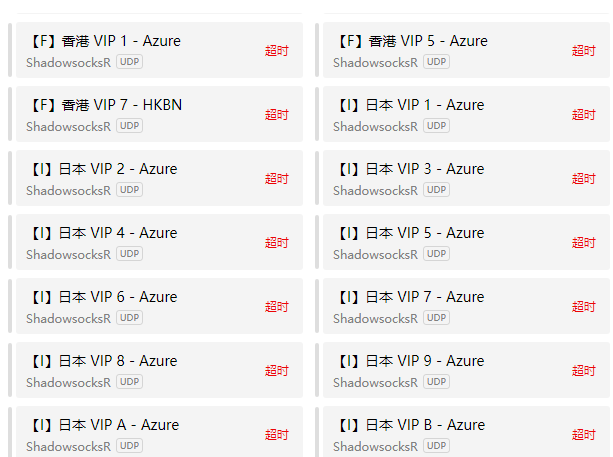 【F】香港 VIP 1 - Azure
ShadowsocksR UDP
超时
【F】香港 VIP 5 - Azure
ShadowsocksR UDP
超时
【F】香港 VIP 7 - HKBN
ShadowsocksR UDP
超时
【I】日本 VIP 1 - Azure
ShadowsocksR UDP
超时
【I】日本 VIP 2 - Azure
ShadowsocksR UDP
超时
【I】日本 VIP 3 - Azure
ShadowsocksR UDP
超时
【I】日本 VIP 4 - Azure
ShadowsocksR UDP
超时
【I】日本 VIP 5 - Azure
ShadowsocksR UDP
超时
【I】日本 VIP 6 - Azure
ShadowsocksR UDP
超时
【I】日本 VIP 7 - Azure
ShadowsocksR UDP
超时
【I】日本 VIP 8 - Azure
ShadowsocksR UDP
超时
【I】日本 VIP 9 - Azure
ShadowsocksR UDP
超时
【I】日本 VIP A - Azure
ShadowsocksR UDP
超时
【I】日本 VIP B - Azure
ShadowsocksR UDP
超时